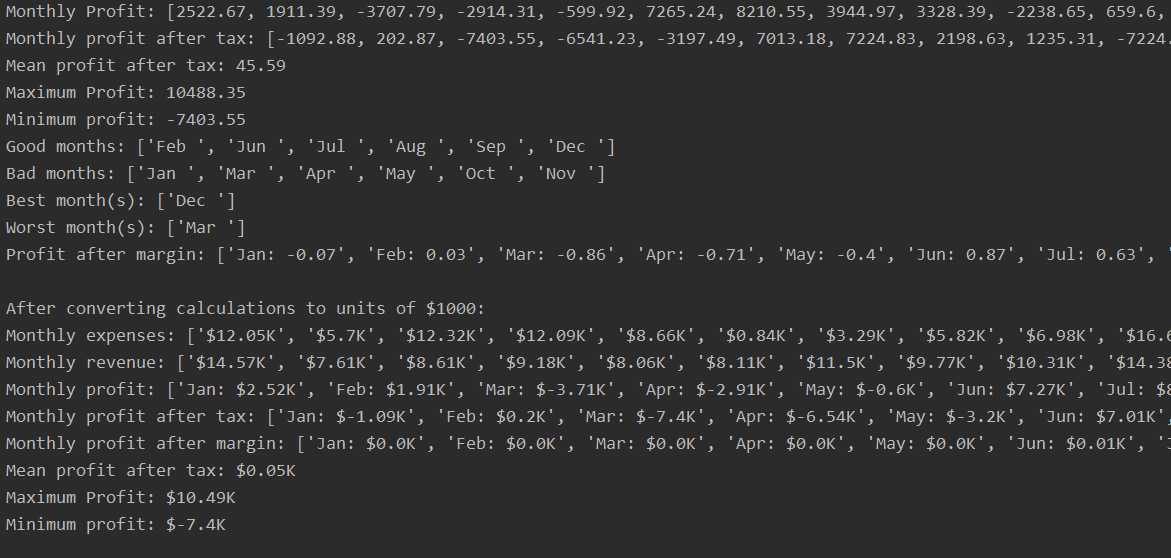 Monthly Profit: [2522.67, 1911.39, -3707.79, -2914.31, -599.92, 7265.24, 8210.55, 3944.97, 3328.39, -2238.65, 659.6,
Monthly profit after tax: [-1092.88, 202.87, -7403.55, -6541.23, -3197.49, 7013.18, 7224.83, 2198.63, 1235.31, -7224.
Mean profit after tax: 45.59
Maximum Profit: 10488.35
Minimum profit: -7403.55
Good months: ['Feb ', 'Jun ', 'Jul ', 'Aug ', 'Sep ', 'Dec ']
Bad months: ['Jan ', 'Mar ', 'Apr ', 'May ', 'Oct ', 'Nov ']
Best month(s): ['Dec ']
Worst month(s): ['Mar ']
Profit after margin: ['Jan: -0.07', 'Feb: 0.03', 'Mar: -0.86', 'Apr: -0.71', 'May: -0.4', 'Jun: 0.87', 'Jul: 0.63', '
After converting calculations to units of $1000:
Monthly expenses: ['$12.05K', '$5.7K', '$12.32K', '$12.09K', '$8.66K', '$0.84K', '$3.29K', '$5.82K', '$6.98K', '$16.6
Monthly revenue: ['$14.57K', '$7.61K', '$8.61K', '$9.18K', '$8.06K', '$8.11K', '$11.5K', '$9.77K', '$10.31K', '$14.38
Monthly profit: ['Jan: $2.52K', 'Feb: $1.91K', 'Mar: $-3.71K', 'Apr: $-2.91K', 'May: $-0.6K', 'Jun: $7.27K', 'Jul: $8
Monthly profit after tax: ['Jan: $-1.09K', 'Feb: $0.2K', 'Mar: $-7.4K', 'Apr: $-6.54K', 'May: $-3.2K', 'Jun: $7.01K',
Monthly profit after margin: ['Jan: $0.0K', 'Feb: $0.0K', 'Mar: $0.0K', 'Apr: $0.0K', 'May: $0.0K', 'Jun: $0.01K', 'J
Mean profit after tax: $0.05K
Maximum Profit: $10.49K
Minimum profit: $-7.4K